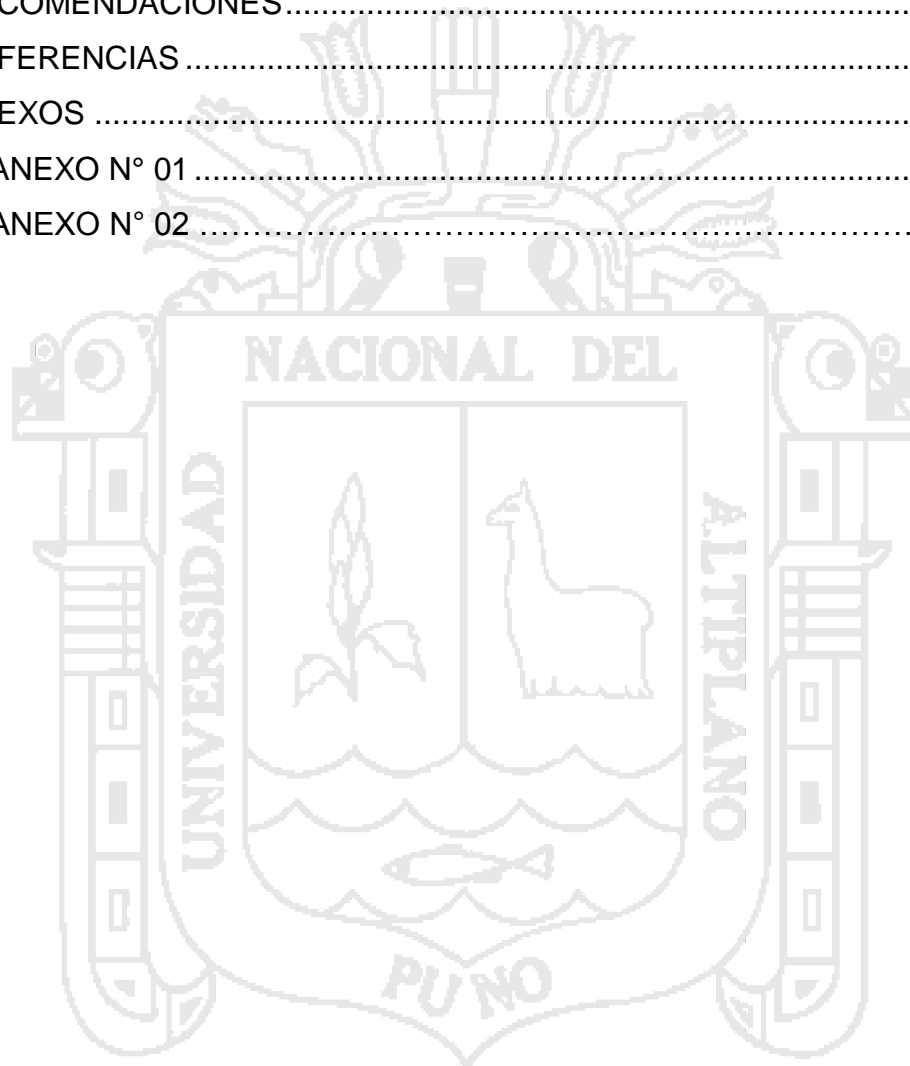 COMENDACIONES
FERENCIAS
EXOS
ANEXO N° 01
ANEXO N° 02
NACIONAL DEL
UNIVERSIDAD
ALTIPLANO
PUNO